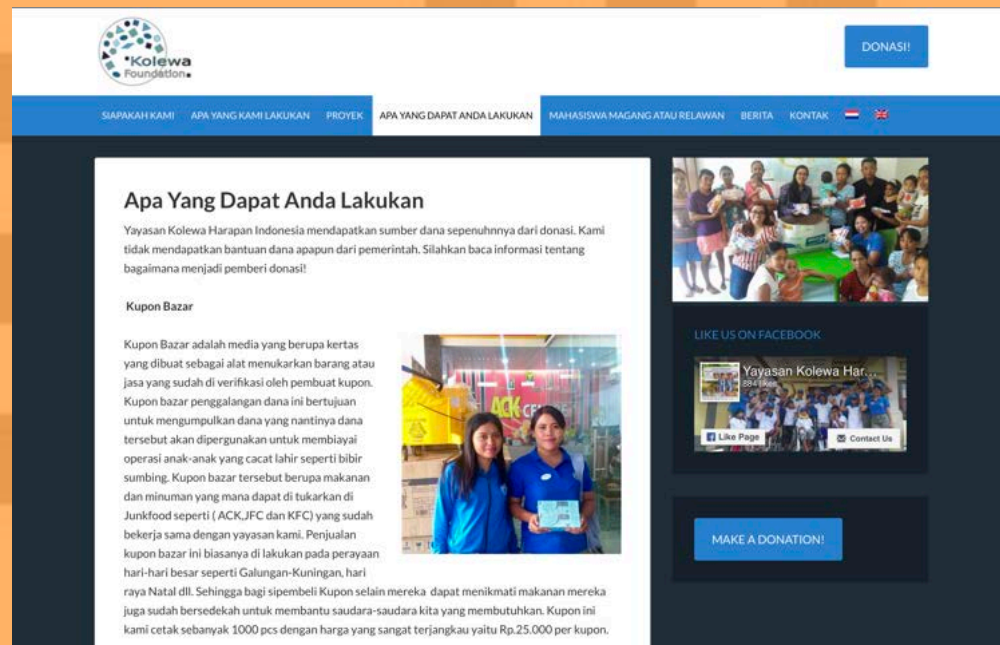 Kolewa
Foundation
DONASI!
SIAPAKAH KAMI
APA YANG KAMI LAKUKAN
PROYEK
APA YANG DAPAT ANDA LAKUKAN
MAHASISWA MAGANG ATAU RELAWAN
BERITA
KONTAK
Apa Yang Dapat Anda Lakukan
Yayasan Kolewa Harapan Indonesia mendapatkan sumber dana sepenuhnnya dari donasi. Kami
tidak mendapatkan bantuan dana apapun dari pemerintah. Silahkan baca informasi tentang
bagaimana menjadi pemberi donasi!
Kupon Bazar
Kupon Bazar adalah media yang berupa kertas
yang dibuat sebagai alat menukarkan barang atau
jasa yang sudah di verifikasi oleh pembuat kupon.
Kupon bazar penggalangan dana ini bertujuan
untuk mengumpulkan dana yang nantinya dana
tersebut akan dipergunakan untuk membiayai
operasi anak-anak yang cacat lahir seperti bibir
sumbing. Kupon bazar tersebut berupa makanan
dan minuman yang mana dapat di tukarkan di
Junkfood seperti ( ACK,JFC dan KFC) yang sudah
bekerja sama dengan yayasan kami. Penjualan
kupon bazar ini biasanya di lakukan pada perayaan
hari-hari besar seperti Galungan-Kuningan, hari
raya Natal dll. Sehingga bagi sipembeli Kupon selain mereka dapat menikmati makanan mereka
juga sudah bersedekah untuk membantu saudara-saudara kita yang membutuhkan. Kupon ini
kami cetak sebanyak 1000 pcs dengan harga yang sangat terjangkau yaitu Rp.25.000 per kupon.
ACK
LIKE US ON FACEBOOK
Yayasan Kolewa Har...
884 likes
Like Page
Contact Us
MAKE A DONATION!